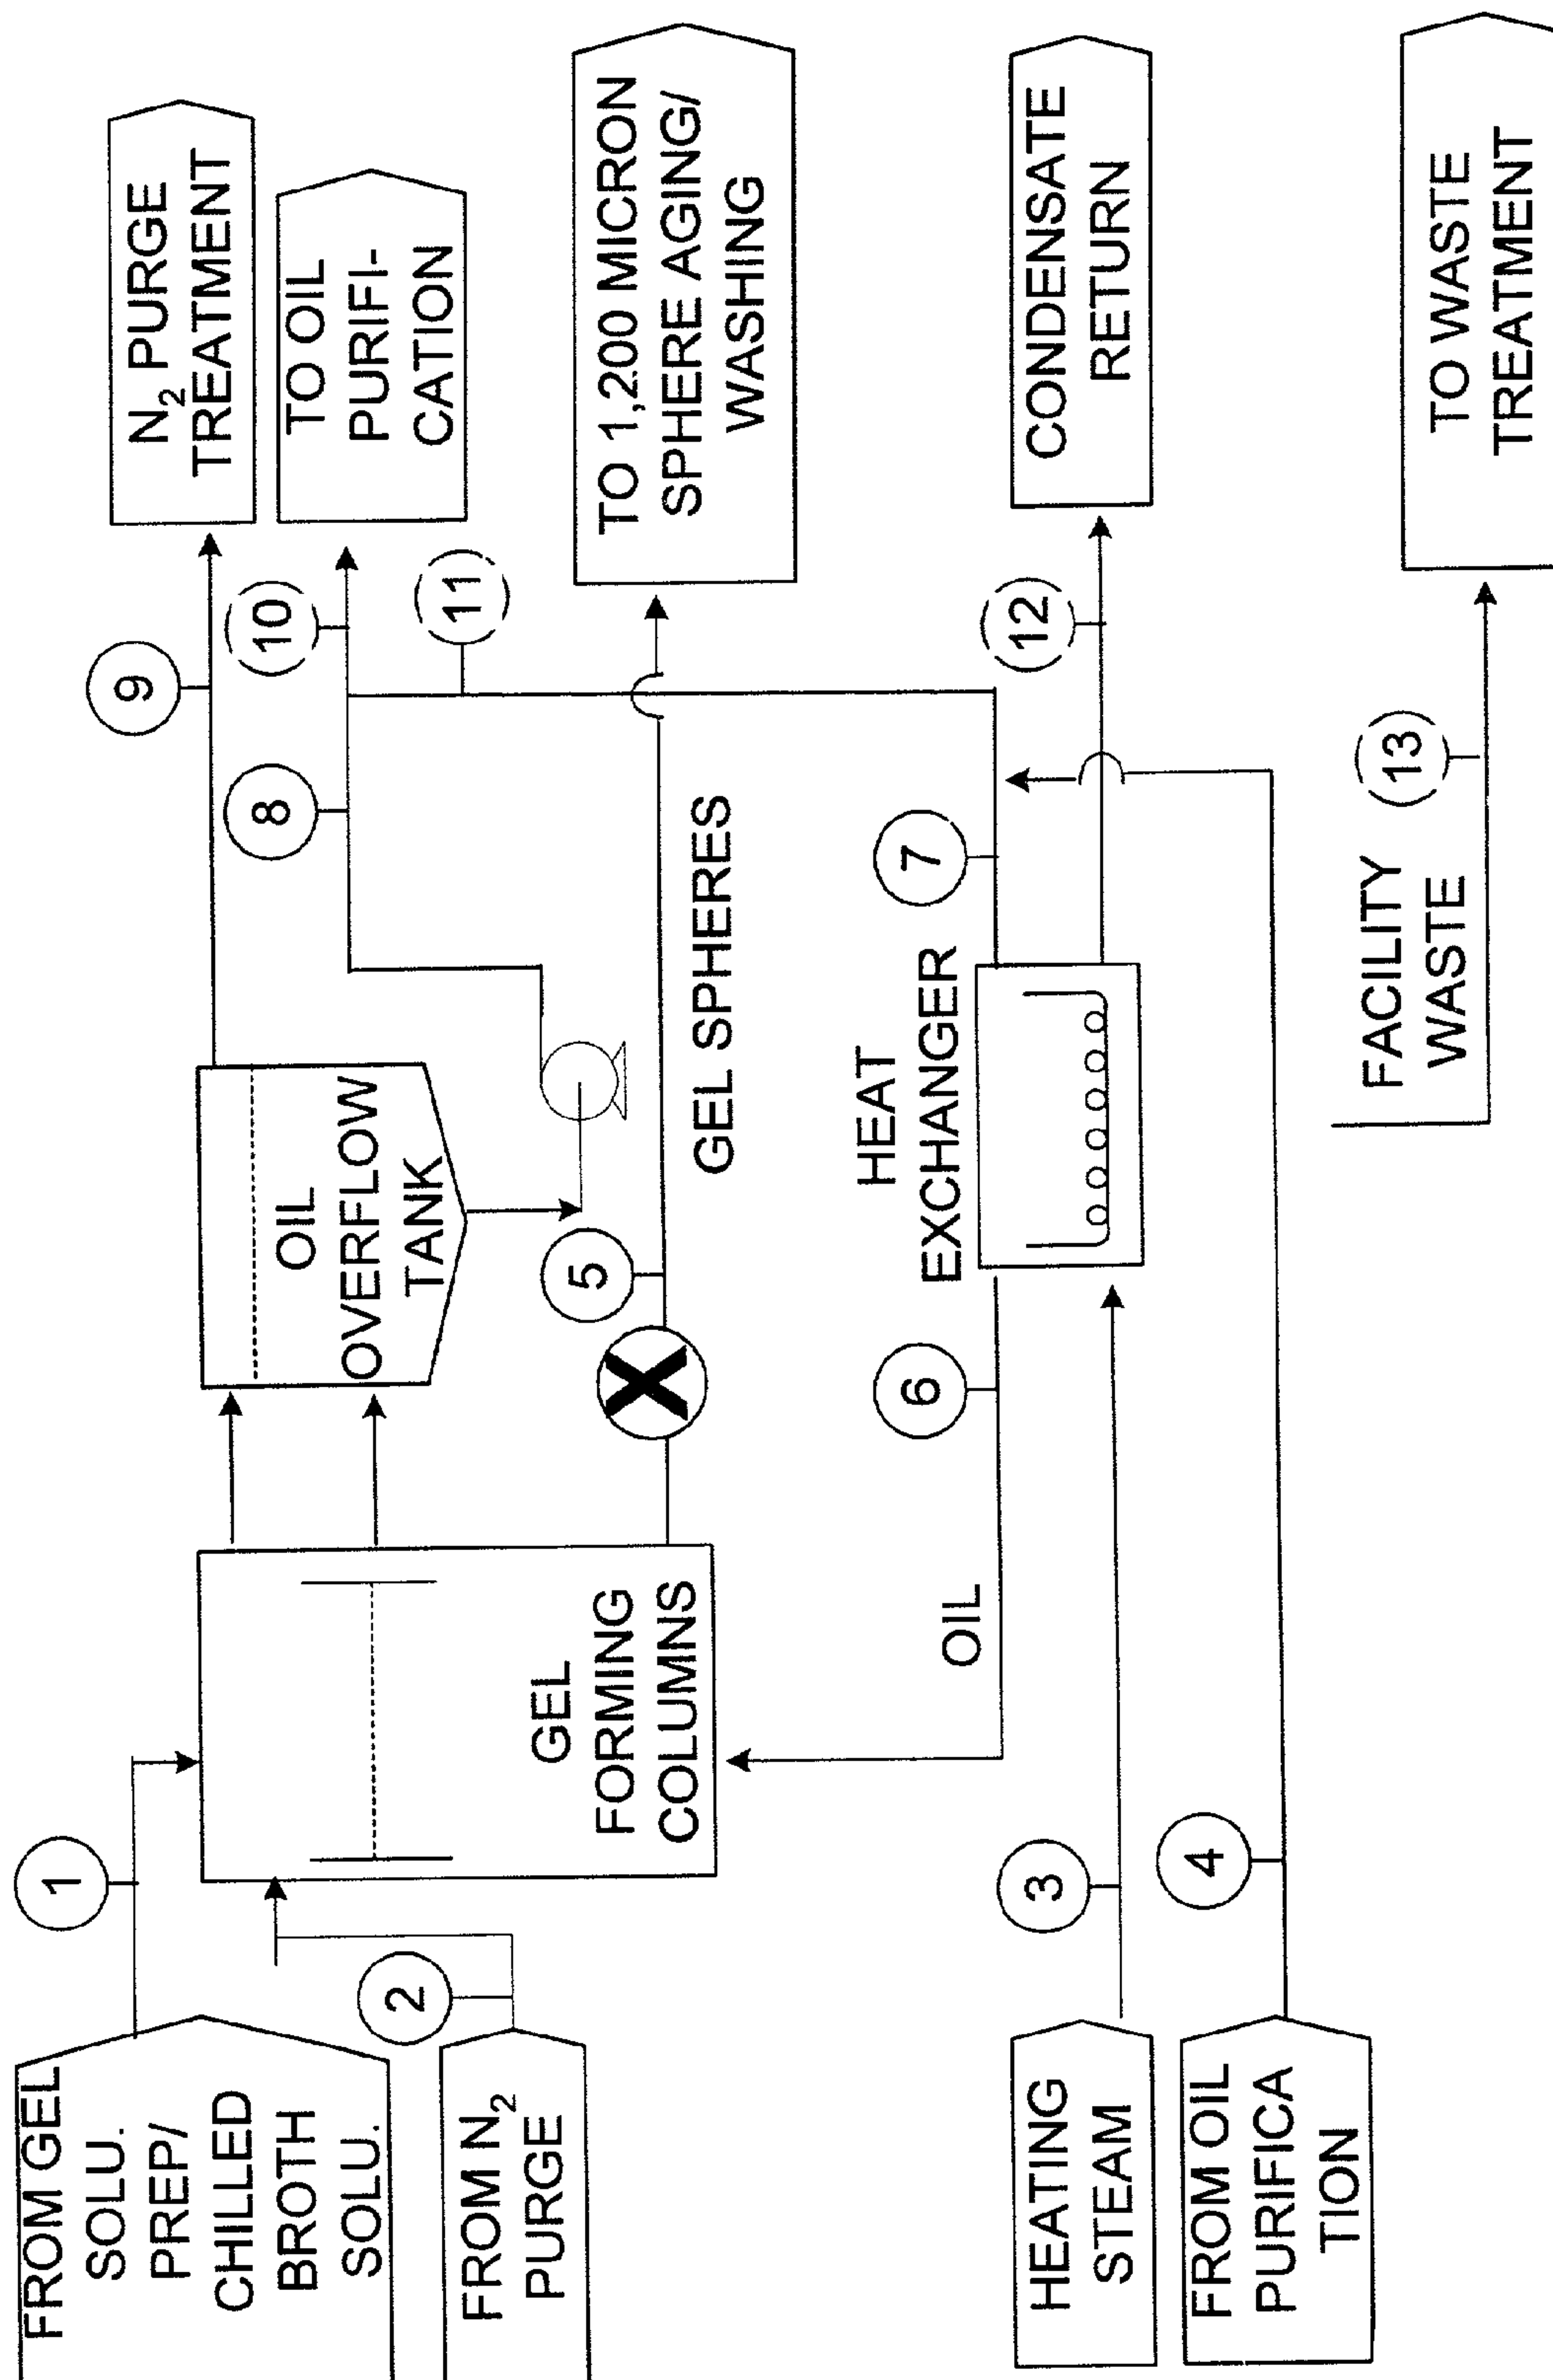 FROM GEL
SOLU.
PREP/
CHILLED
BROTH
SOLU.
1
FROM N₂
PURGE
2
GEL
FORMING
COLUMNS
OIL
OVERFLOW
TANK
9
N₂ PURGE
TREATMENT
8
10
TO OIL
PURIFI-
CATION
11
5
GEL SPHERES
TO 1,200 MICRON
SPHERE AGING/
WASHING
HEATING
STEAM
3
OIL
6
HEAT
EXCHANGER
7
12
CONDENSATE
RETURN
FROM OIL
PURIFICA
TION
4
FACILITY
WASTE
13
TO WASTE
TREATMENT